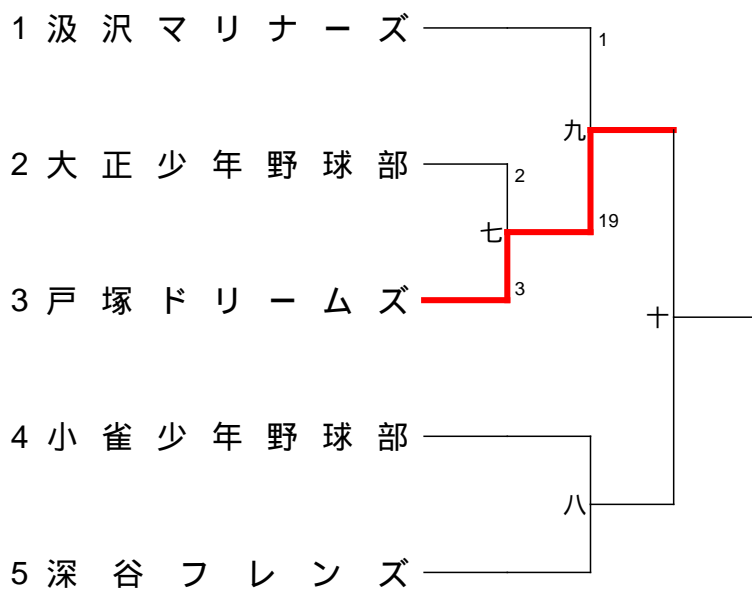 1 汲沢マリナーズ
1
九
2 大正少年野球部
2
七
19
3 戸塚ドリームズ
3
十
4 小雀少年野球部
八
5 深谷フレンズ